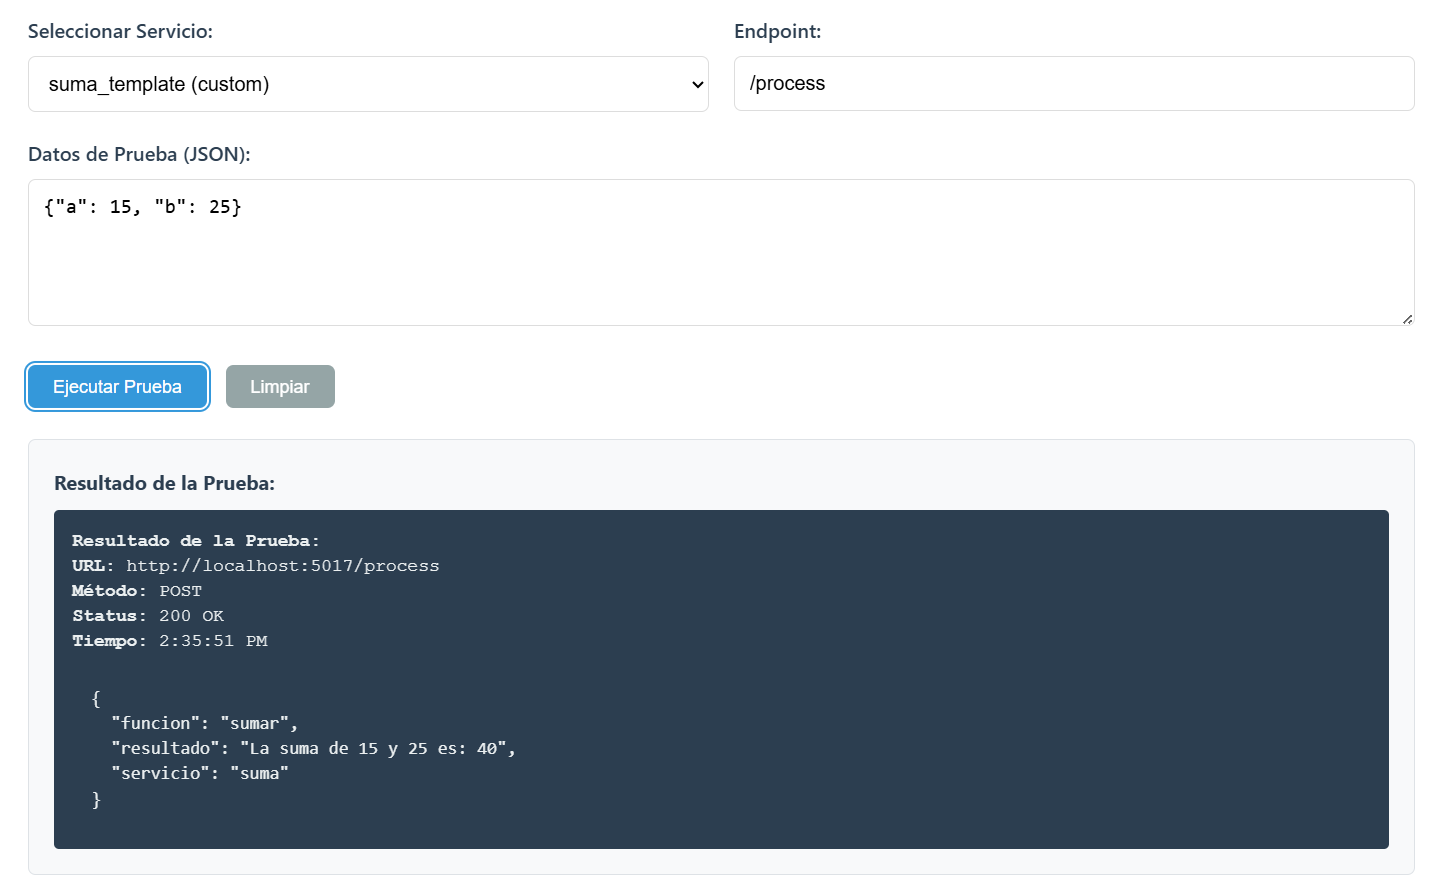 Seleccionar Servicio:
Endpoint:
suma_template (custom)
/process
Datos de Prueba (JSON):
{"a": 15, "b": 25}
Ejecutar Prueba
Limpiar
Resultado de la Prueba:
Resultado de la Prueba:
URL: http://localhost:5017/process
Método: POST
Status: 200 OK
Tiempo: 2:35:51 PM
{
"funcion": "sumar",
"resultado": "La suma de 15 y 25 es: 40",
"servicio": "suma"
}